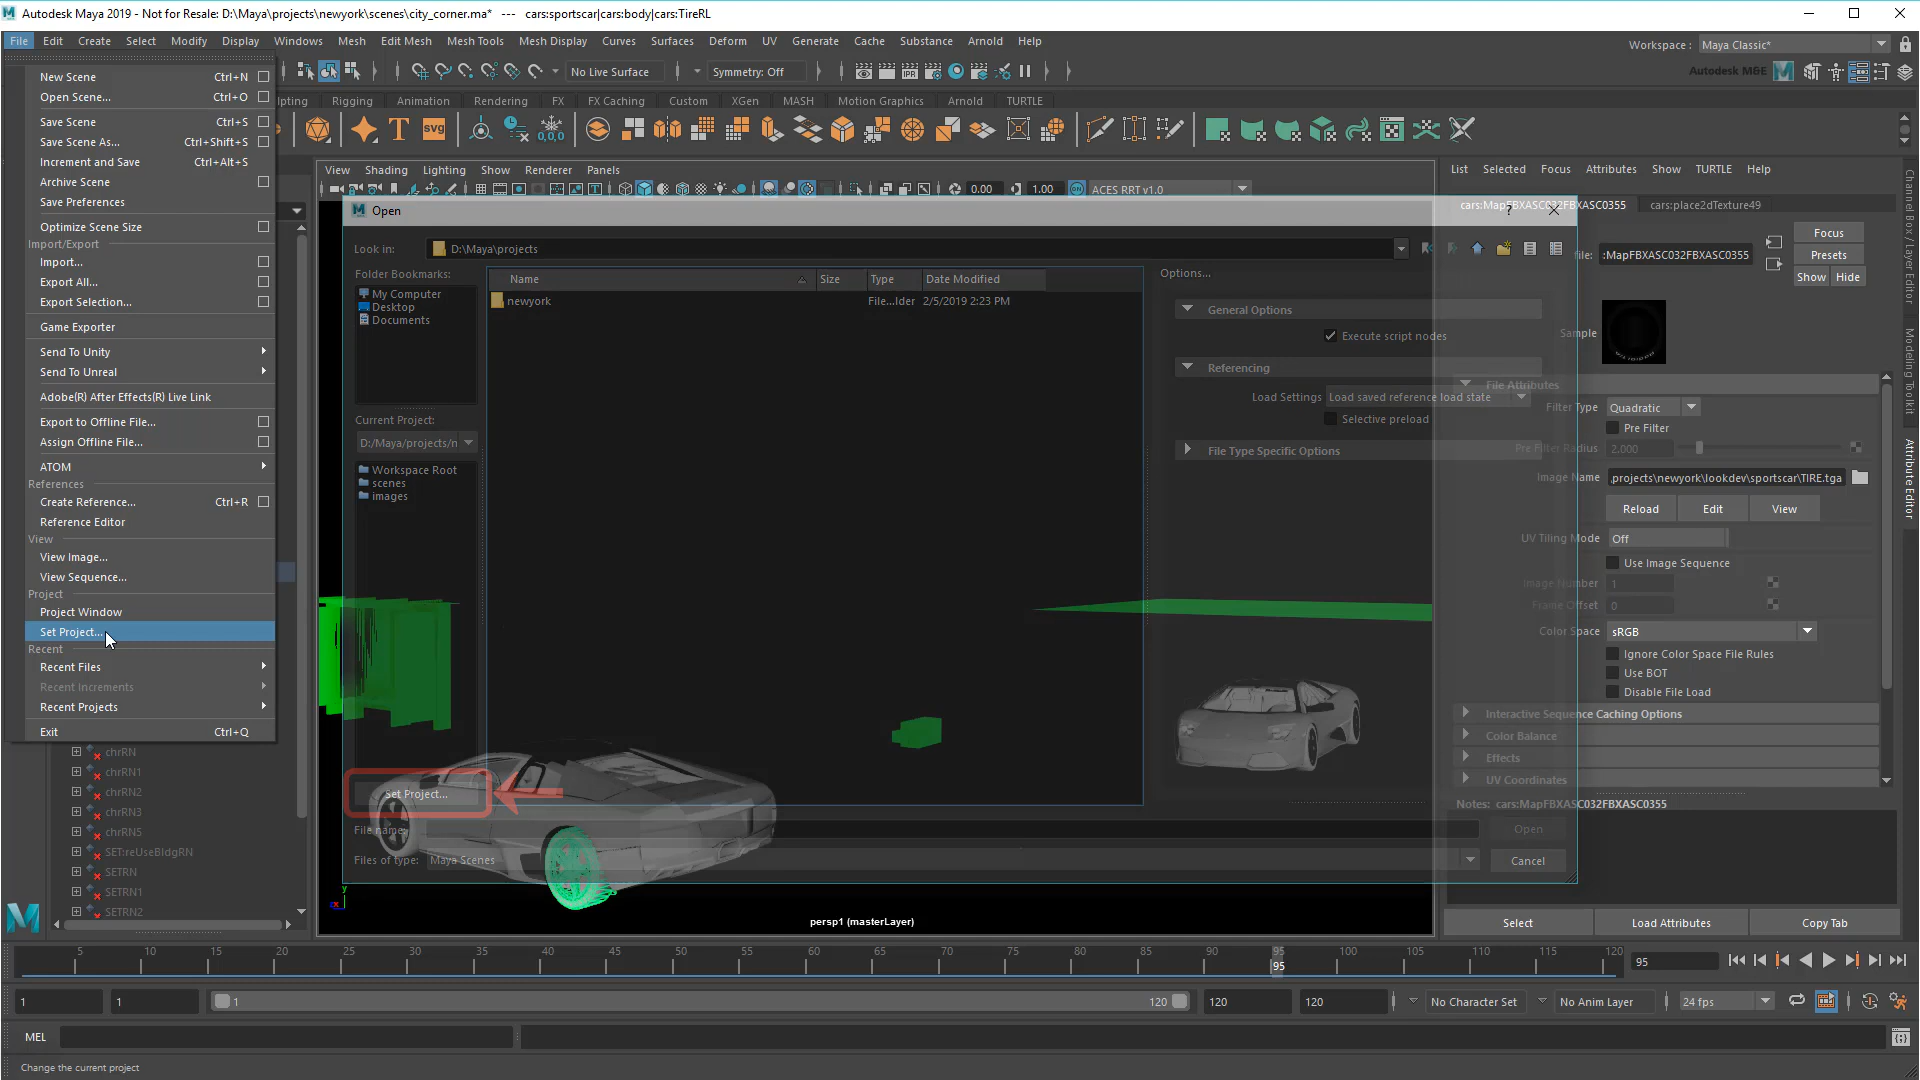 Autodesk Maya 2019 - Not for Resale: D:\Maya\projects\newyork\scenes\city_corner.ma* --- cars:sportscar|cars:body|cars:TireRL
File Edit Create Select Modify Display Windows Mesh Edit Mesh Mesh Tools Mesh Display Curves Surfaces Deform UV Generate Cache Substance Arnold Help
Workspace : Maya Classic*
No Live Surface Symmetry: Off Autodesk M&E
Rigging Animation Rendering FX FX Caching Custom XGen MASH Motion Graphics Arnold TURTLE
New Scene Ctrl+N
Open Scene... Ctrl+O
Save Scene Ctrl+S
Save Scene As... Ctrl+Shift+S
Increment and Save Ctrl+Alt+S
Archive Scene
Save Preferences
Optimize Scene Size
Import/Export
Import...
Export All...
Export Selection...
Game Exporter
Send To Unity
Send To Unreal
Adobe(R) After Effects(R) Live Link
Export to Offline File...
Assign Offline File...
ATOM
References
Create Reference... Ctrl+R
Reference Editor
View
View Image...
View Sequence...
Project
Project Window
Set Project...
Recent
Recent Files
Recent Increments
Recent Projects
Exit Ctrl+Q
chrRN
chrRN1
chrRN2
chrRN3
chrRN5
SET:reUseBldgRN
SETRN
SETRN1
SETRN2
View Shading Lighting Show Renderer Panels
0.00 1.00 ON ACES RRT v1.0
Open
Look in: D:\Maya\projects
Folder Bookmarks:
My Computer
Desktop
Documents
Name Size Type Date Modified
newyork File...lder 2/5/2019 2:23 PM
Current Project:
D:/Maya/projects/n
Workspace Root
scenes
images
Set Project...
File name:
Files of type: Maya Scenes
Options...
General Options
Execute script nodes
Referencing
Load Settings Load saved reference load state
Selective preload
File Type Specific Options
Open
Cancel
y
persp1 (masterLayer)
List Selected Focus Attributes Show TURTLE Help
cars:MapFBXASC032FBXASC0355 cars:place2dTexture49
file: :MapFBXASC032FBXASC0355
Focus
Presets
Show Hide
Sample
File Attributes
Filter Type Quadratic
Pre Filter
Pre Filter Radius 2.000
Image Name projects\newyork\lookdev\sportscar\TIRE.tga
Reload Edit View
UV Tiling Mode Off
Use Image Sequence
Image Number 1
Frame Offset 0
Color Space sRGB
Ignore Color Space File Rules
Use BOT
Disable File Load
Interactive Sequence Caching Options
Color Balance
Effects
UV Coordinates
Notes: cars:MapFBXASC032FBXASC0355
Select Load Attributes Copy Tab
Channel Box / Layer Editor
Modeling Toolkit
Attribute Editor
5 10 15 20 25 30 35 40 45 50 55 60 65 70 75 80 85 90 95 100 105 110 115 120
95 95
1 1 1 120 120 120 No Character Set No Anim Layer 24 fps
MEL
Change the current project